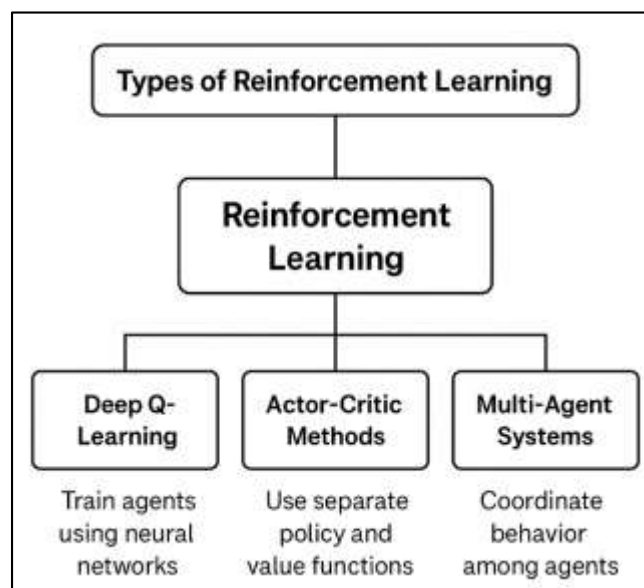 Types of Reinforcement Learning
Reinforcement
Learning
Deep Q-
Learning
Train agents
using neural
networks
Actor-Critic
Methods
Use separate
policy and
value functions
Multi-Agent
Systems
Coordinate
behavior
among agents